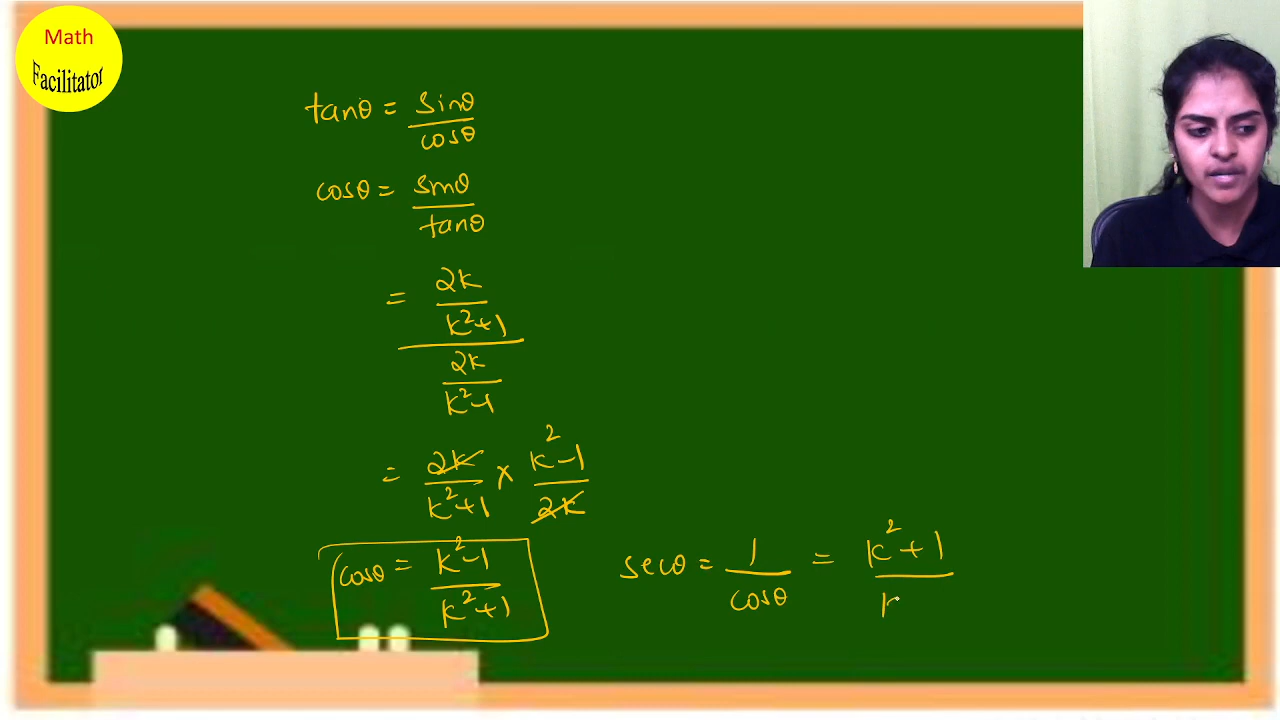 Math
Facilitator
tanθ = sinθ/cosθ
cosθ = sinθ/tanθ
= (2k/(k²+1))/(2k/(k²-1))
= 2k/(k²+1) × (k²-1)/2k
cosθ = (k²-1)/(k²+1)
secθ = 1/cosθ = (k²+1)/k